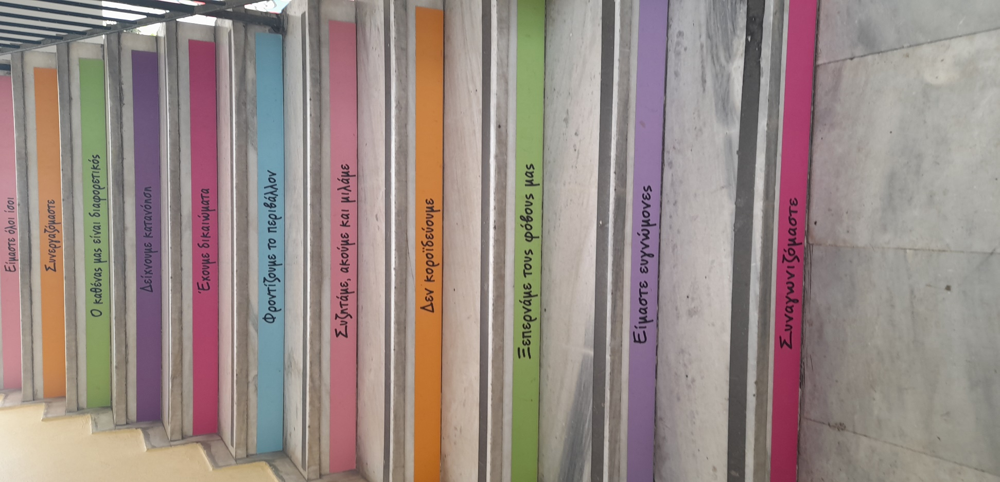 Είμαστε όλοι ίσοι
Συνεργαζόμαστε
Ο καθένας μας είναι διαφορετικός
Δείχνουμε κατανόηση
Έχουμε δικαιώματα
Φροντίζουμε το περιβάλλον
Συζητάμε, ακούμε και μιλάμε
Δεν κοροϊδεύουμε
Ξεπερνάμε τους φόβους μας
Είμαστε ευγνώμονες
Συναγωνιζόμαστε